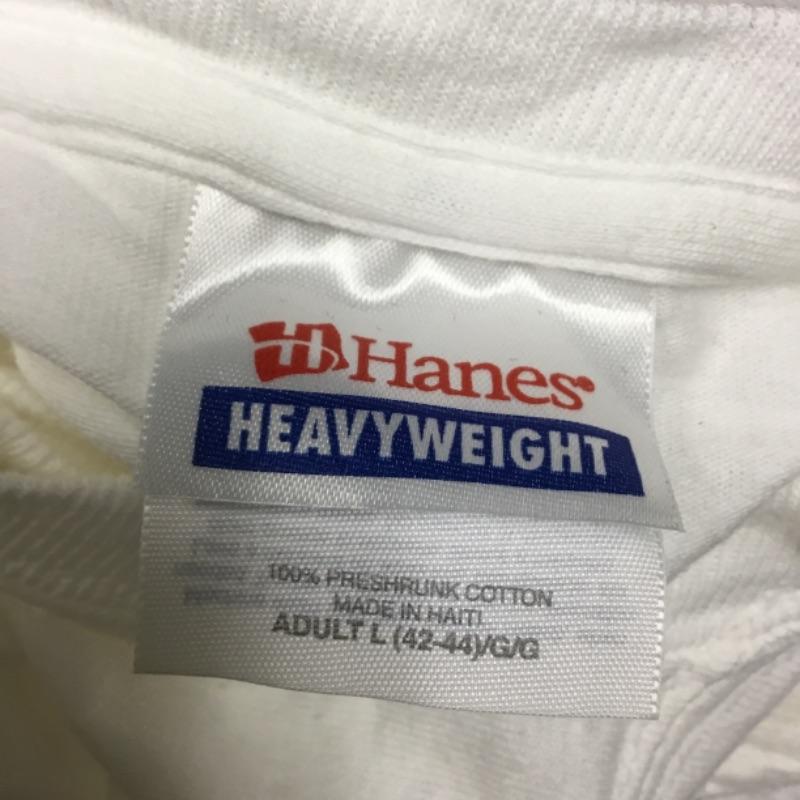 Hanes
HEAVYWEIGHT
100% PRESHRUNK COTTON
MADE IN HAITI
ADULT L (42-44)/G/G